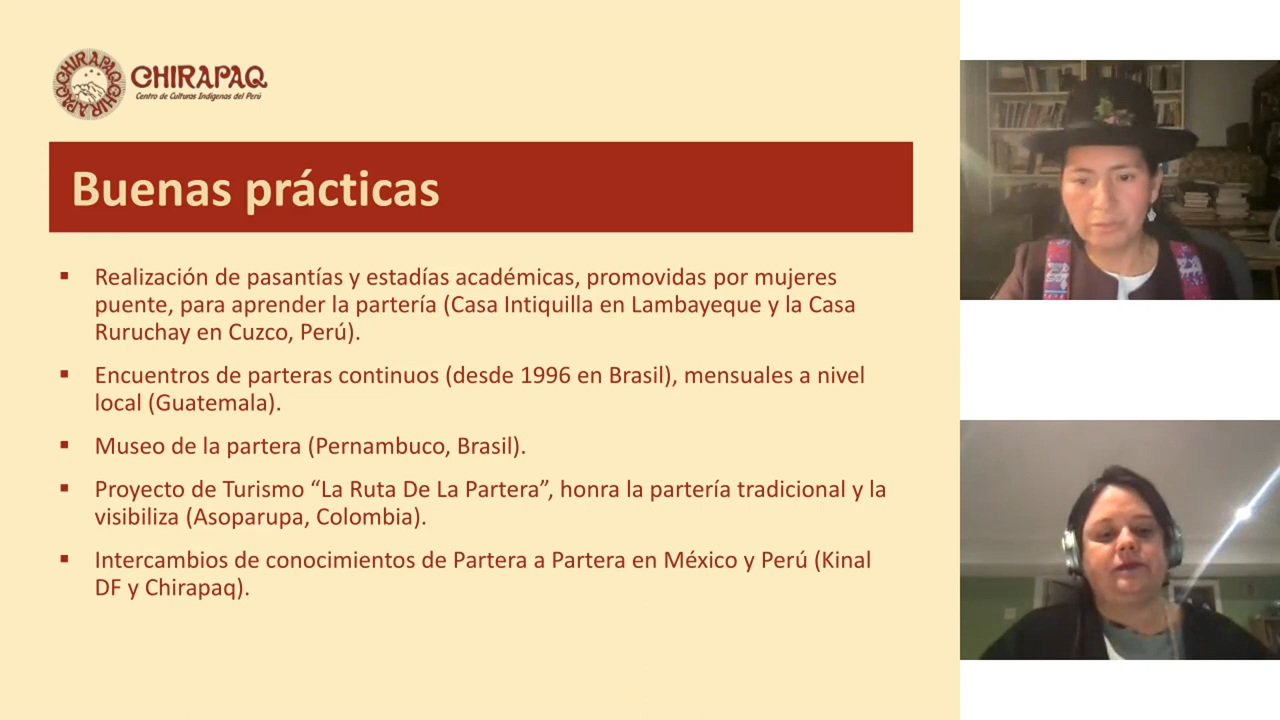 CHIRAPAQ CHIRAPAQ
CHIRAPAQ
Centro de Culturas Indígenas del Perú
Buenas prácticas
▪ Realización de pasantías y estadías académicas, promovidas por mujeres
puente, para aprender la partería (Casa Intiquilla en Lambayeque y la Casa
Ruruchay en Cuzco, Perú).
▪ Encuentros de parteras continuos (desde 1996 en Brasil), mensuales a nivel
local (Guatemala).
▪ Museo de la partera (Pernambuco, Brasil).
▪ Proyecto de Turismo “La Ruta De La Partera”, honra la partería tradicional y la
visibiliza (Asoparupa, Colombia).
▪ Intercambios de conocimientos de Partera a Partera en México y Perú (Kinal
DF y Chirapaq).